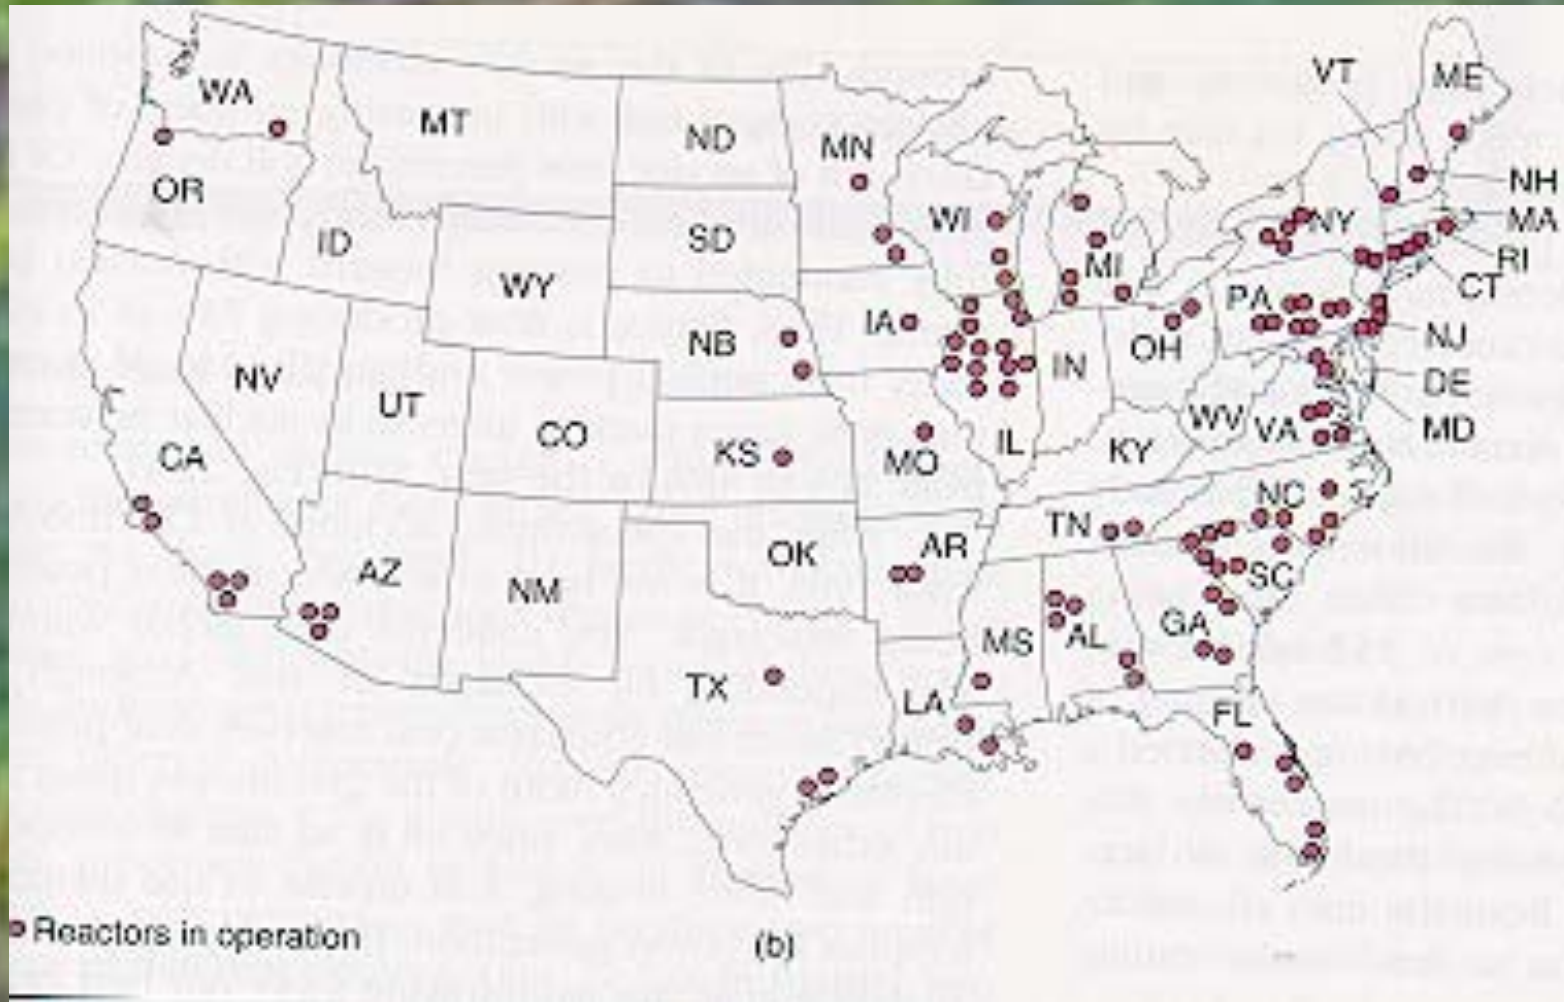 VT
ME
WA
MT
ND
MN
OR
NH
WI
NY
MA
ID
SD
MI
RI
WY
CT
PA
IA
NB
OH
NJ
NV
IN
UT
DE
CO
WV
VA
MD
CA
KS
MO
IL
KY
NC
TN
AZ
OK
AR
SC
NM
MS
AL
GA
TX
LA
FL
Reactors in operation
(b)